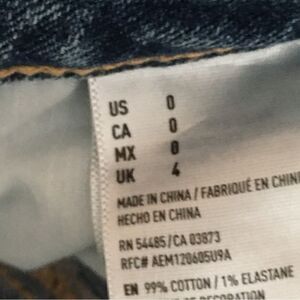 US 0
CA 0
MX 0
UK 4
MADE IN CHINA / FABRIQUÉ EN CHINE
HECHO EN CHINA
RN 54485/CA 03873
RFC# AEM120605U9A
EN 99% COTTON / 1% ELASTANE
DECORATION